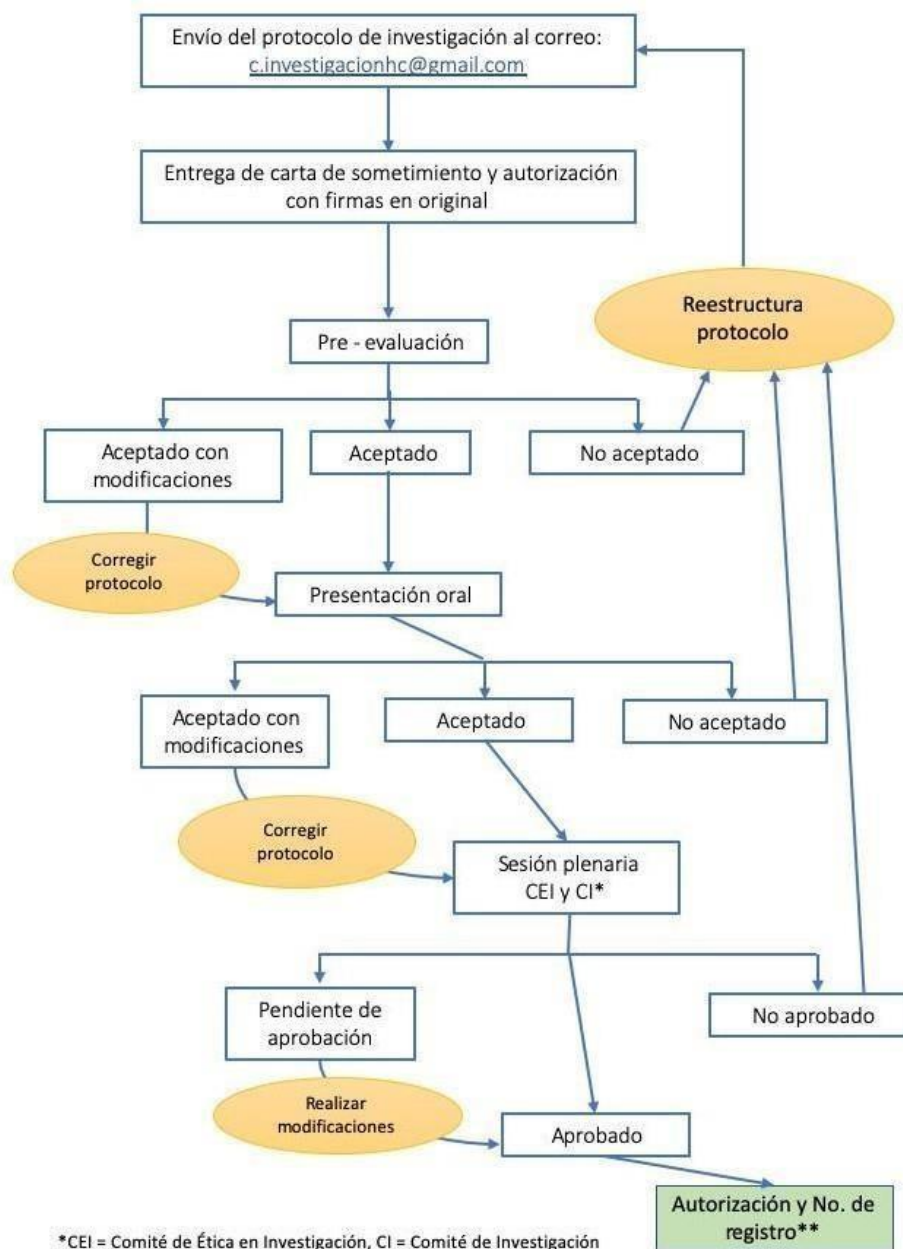 Envío del protocolo de investigación al correo:
c.investigacionhc@gmail.com
Entrega de carta de sometimiento y autorización
con firmas en original
Reestructura
protocolo
Pre - evaluación
Aceptado con
modificaciones
Aceptado
No aceptado
Corregir
protocolo
Presentación oral
Aceptado con
modificaciones
Aceptado
No aceptado
Corregir
protocolo
Sesión plenaria
CEI y CI*
Pendiente de
aprobación
No aprobado
Realizar
modificaciones
Aprobado
Autorización y No. de
registro**
*CEI = Comité de Ética en Investigación, CI = Comité de Investigación